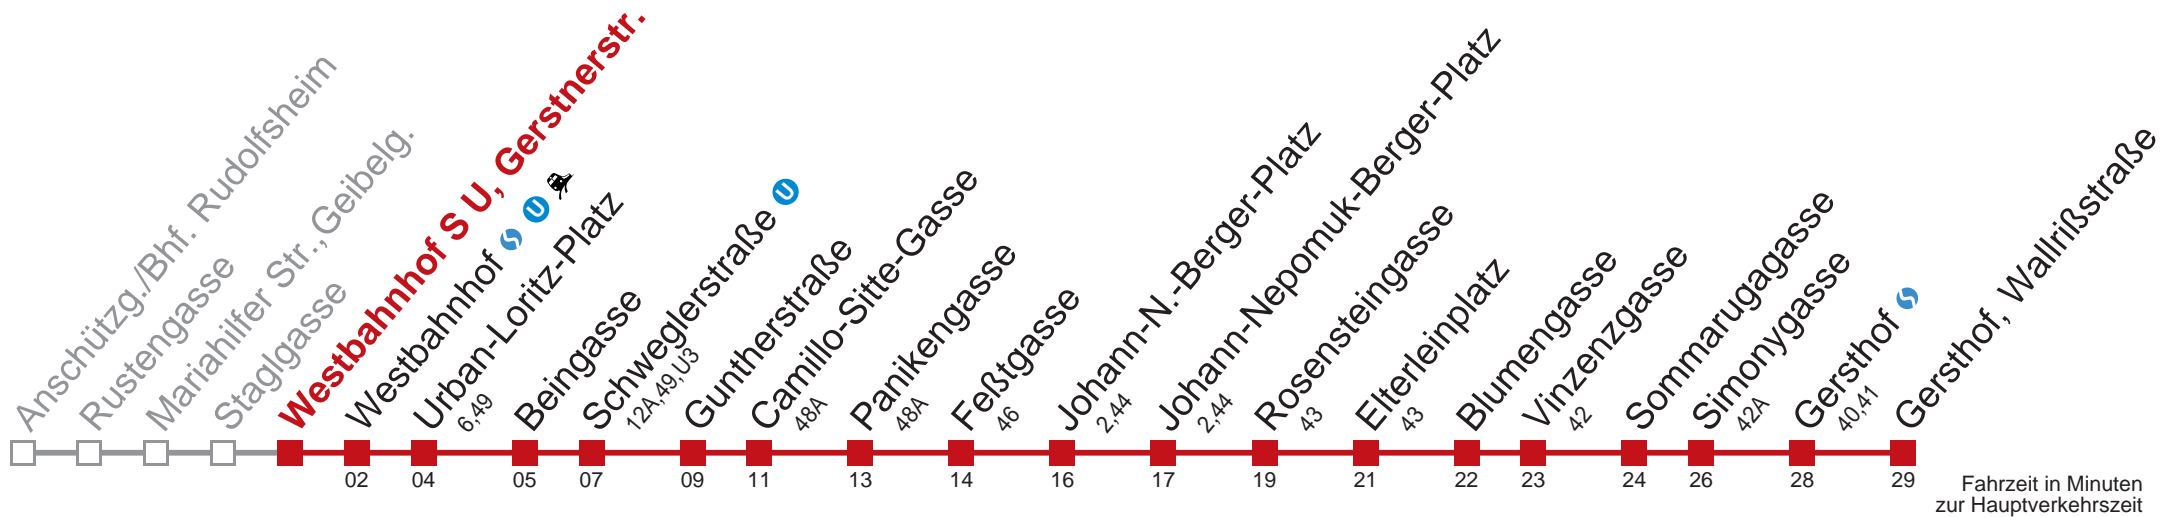 Anschützg./Bhf. Rudolfsheim
Rustengasse
Mariahilfer Str.,Geibelg.
Staglgasse
Westbahnhof S U, Gerstnerstr.
Westbahnhof S U
02
Urban-Loritz-Platz
6,49
04
Beingasse
05
Schweglerstraße U
12A,49,U3
07
Guntherstraße
09
Camillo-Sitte-Gasse
48A
11
Panikengasse
48A
13
Feßtgasse
46
14
Johann-N.-Berger-Platz
2,44
16
Johann-Nepomuk-Berger-Platz
2,44
17
Rosensteingasse
43
19
Elterleinplatz
43
21
Blumengasse
22
Vinzenzgasse
42
23
Sommarugagasse
24
Simonygasse
42A
26
Gersthof S
40,41
28
Gersthof, Wallrißstraße
29
Fahrzeit in Minuten
zur Hauptverkehrszeit